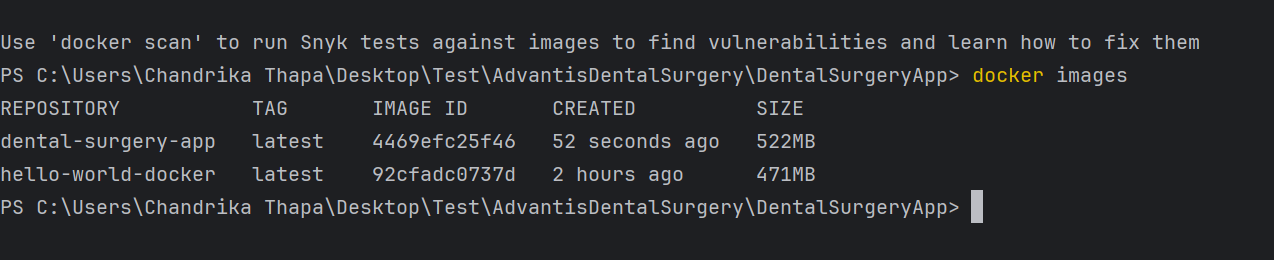 Use 'docker scan' to run Snyk tests against images to find vulnerabilities and learn how to fix them
PS C:\Users\Chandrika Thapa\Desktop\Test\AdvantisDentalSurgery\DentalSurgeryApp> docker images
REPOSITORY           TAG       IMAGE ID       CREATED          SIZE
dental-surgery-app   latest    4469efc25f46   52 seconds ago   522MB
hello-world-docker   latest    92cfadc0737d   2 hours ago      471MB
PS C:\Users\Chandrika Thapa\Desktop\Test\AdvantisDentalSurgery\DentalSurgeryApp>